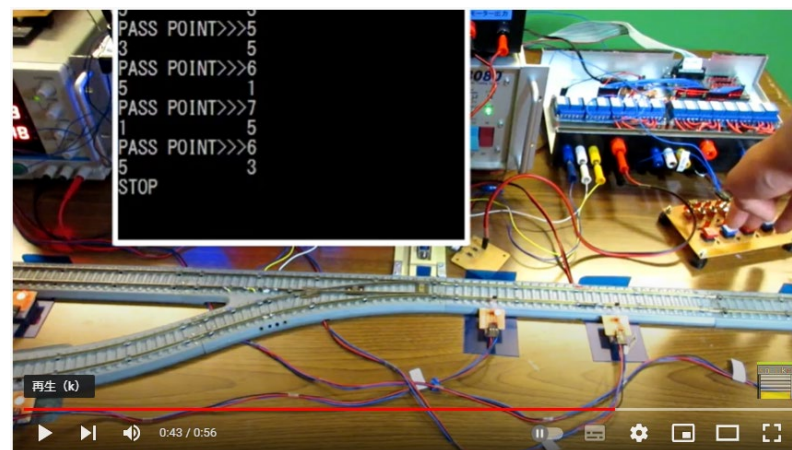 PASS POINT>>>5
3 5
PASS POINT>>>6
5 1
PASS POINT>>>7
1 5
PASS POINT>>>6
5 3
STOP
8080
再生 (k)
0:43 / 0:56